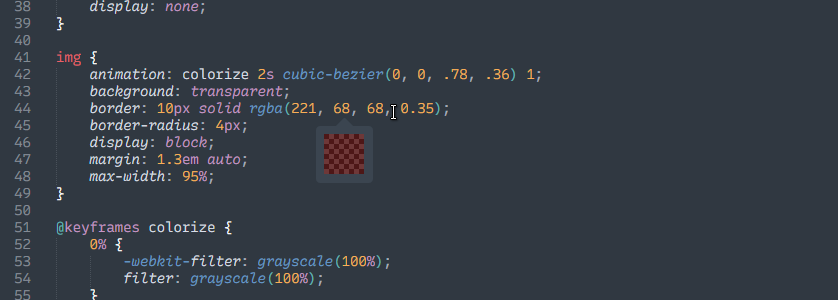 38 display: none;
39 }
40
41 img {
42 animation: colorize 2s cubic-bezier(0, 0, .78, .36) 1;
43 background: transparent;
44 border: 10px solid rgba(221, 68, 68, 0.35);
45 border-radius: 4px;
46 display: block;
47 margin: 1.3em auto;
48 max-width: 95%;
49 }
50
51 @keyframes colorize {
52 0% {
53 -webkit-filter: grayscale(100%);
54 filter: grayscale(100%);
55 }